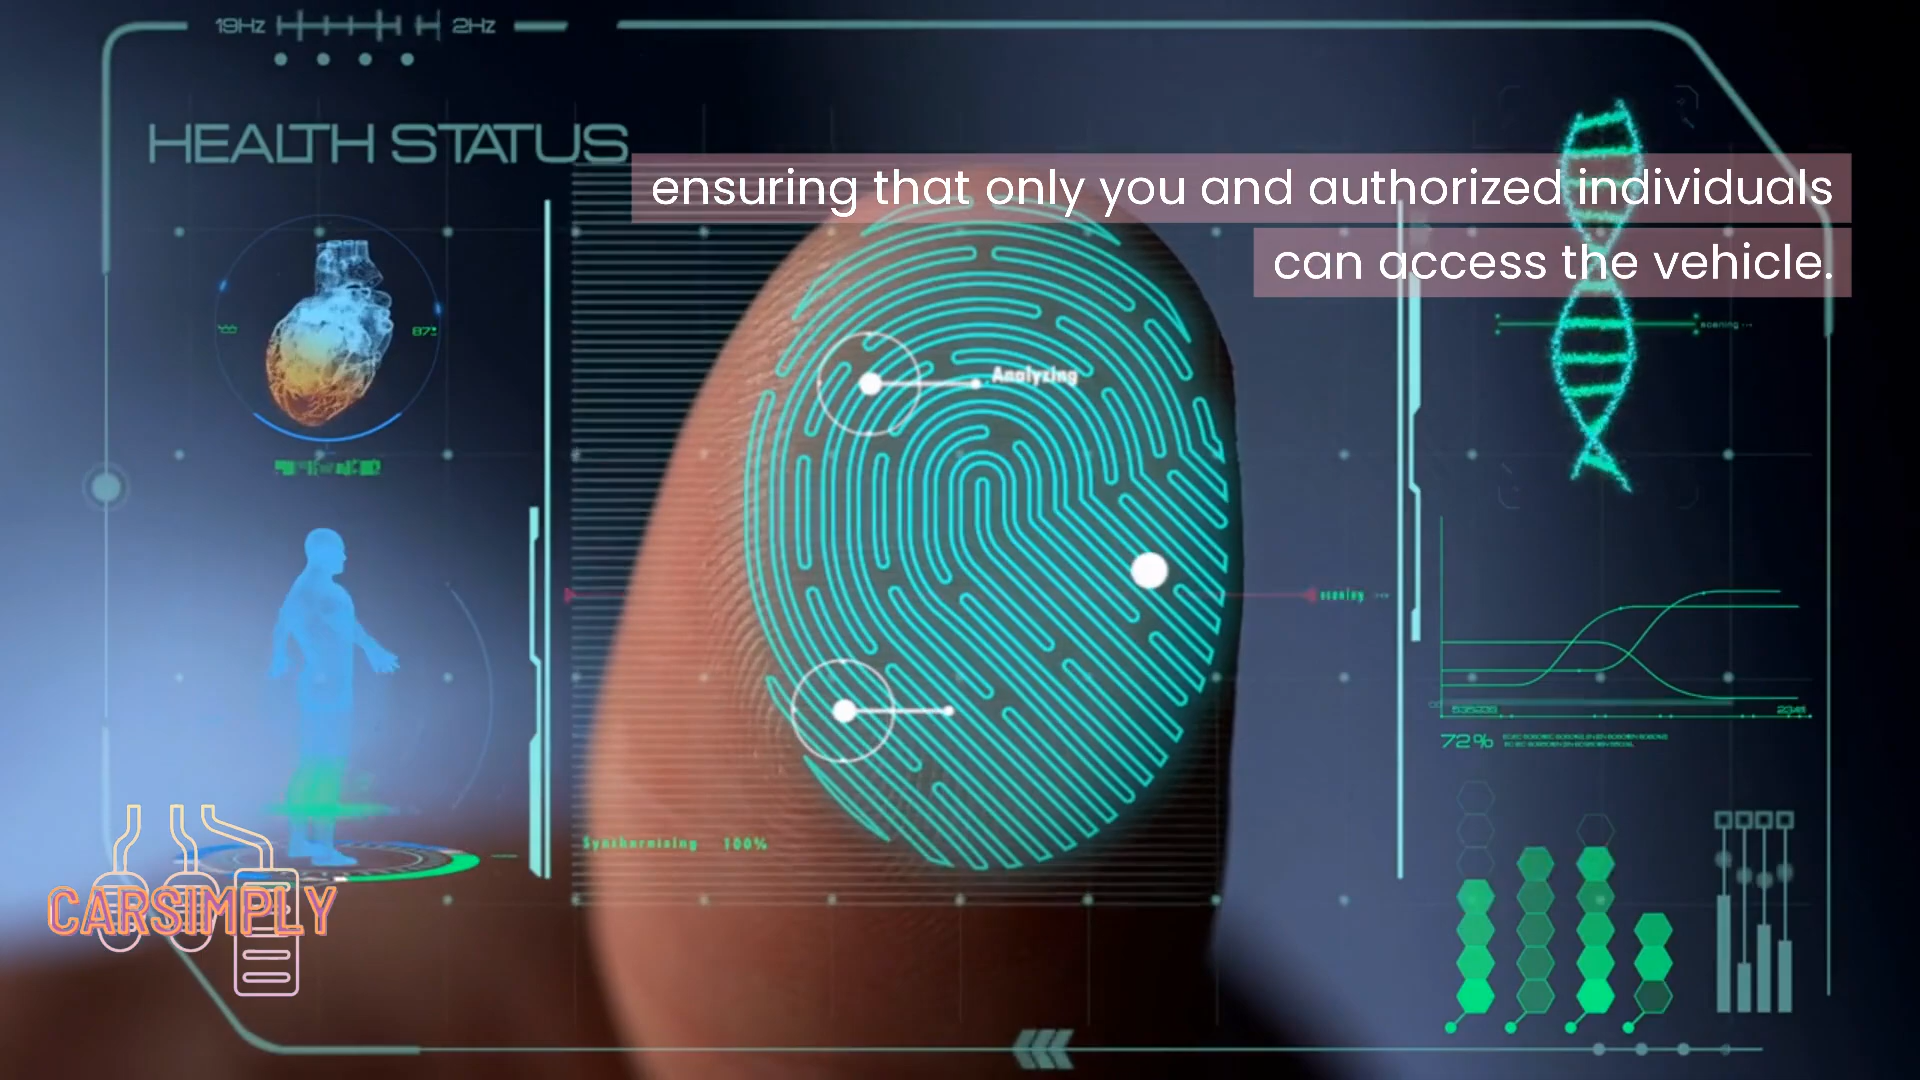 19Hz 2Hz
HEALTH STATUS
ensuring that only you and authorized individuals
can access the vehicle.
Analyzing
72%
100%
CARSIMPLY